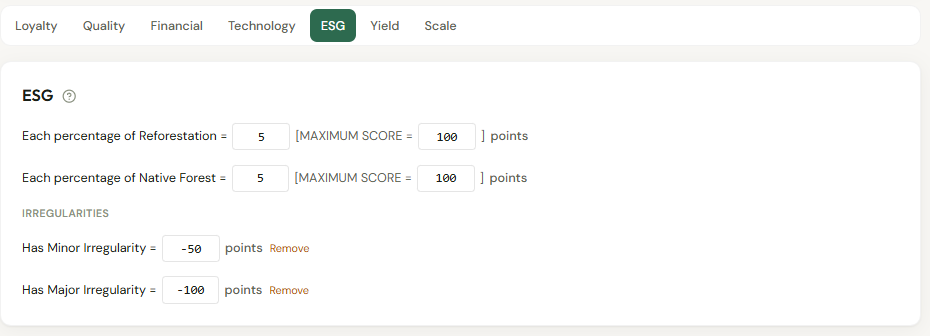 Loyalty Quality Financial Technology ESG Yield Scale
ESG ?
Each percentage of Reforestation = 5 [MAXIMUM SCORE = 100 ] points
Each percentage of Native Forest = 5 [MAXIMUM SCORE = 100 ] points
IRREGULARITIES
Has Minor Irregularity = -50 points Remove
Has Major Irregularity = -100 points Remove